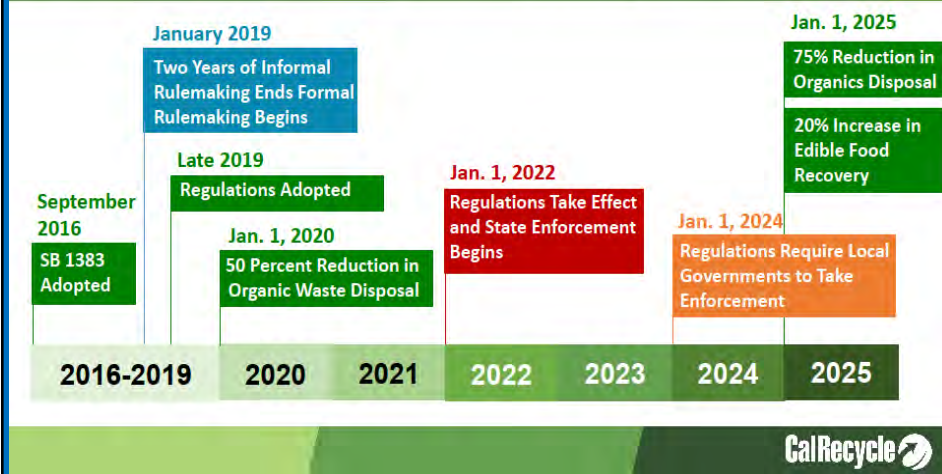 January 2019
Two Years of Informal
Rulemaking Ends Formal
Rulemaking Begins
Jan. 1, 2025
75% Reduction in
Organics Disposal
20% Increase in
Edible Food
Recovery
Late 2019
Regulations Adopted
Jan. 1, 2022
Regulations Take Effect
and State Enforcement
Begins
September
2016
SB 1383
Adopted
Jan. 1, 2020
50 Percent Reduction in
Organic Waste Disposal
Jan. 1, 2024
Regulations Require Local
Governments to Take
Enforcement
2016-2019
2020
2021
2022
2023
2024
2025
CalRecycle